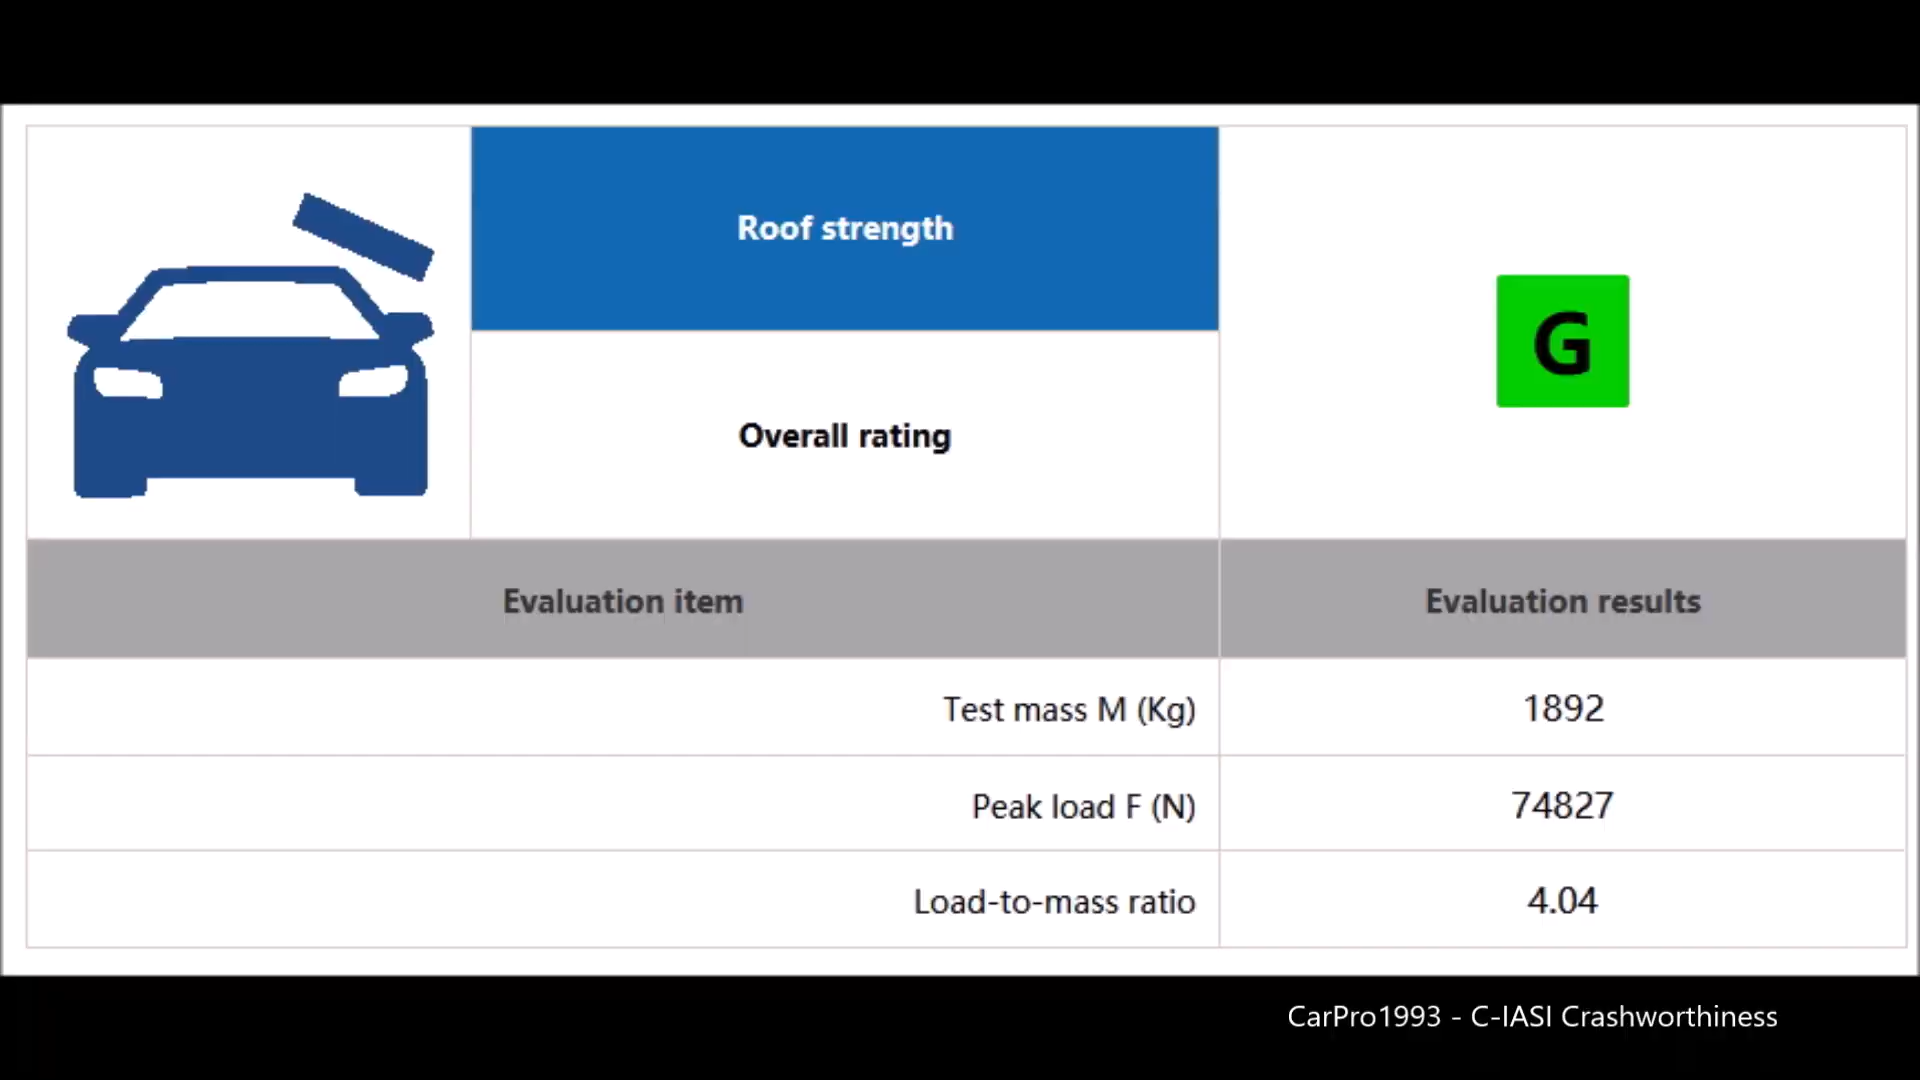 Roof strength
G
Overall rating
Evaluation item Evaluation results
Test mass M (Kg) 1892
Peak load F (N) 74827
Load-to-mass ratio 4.04
CarPro1993 - C-IASI Crashworthiness